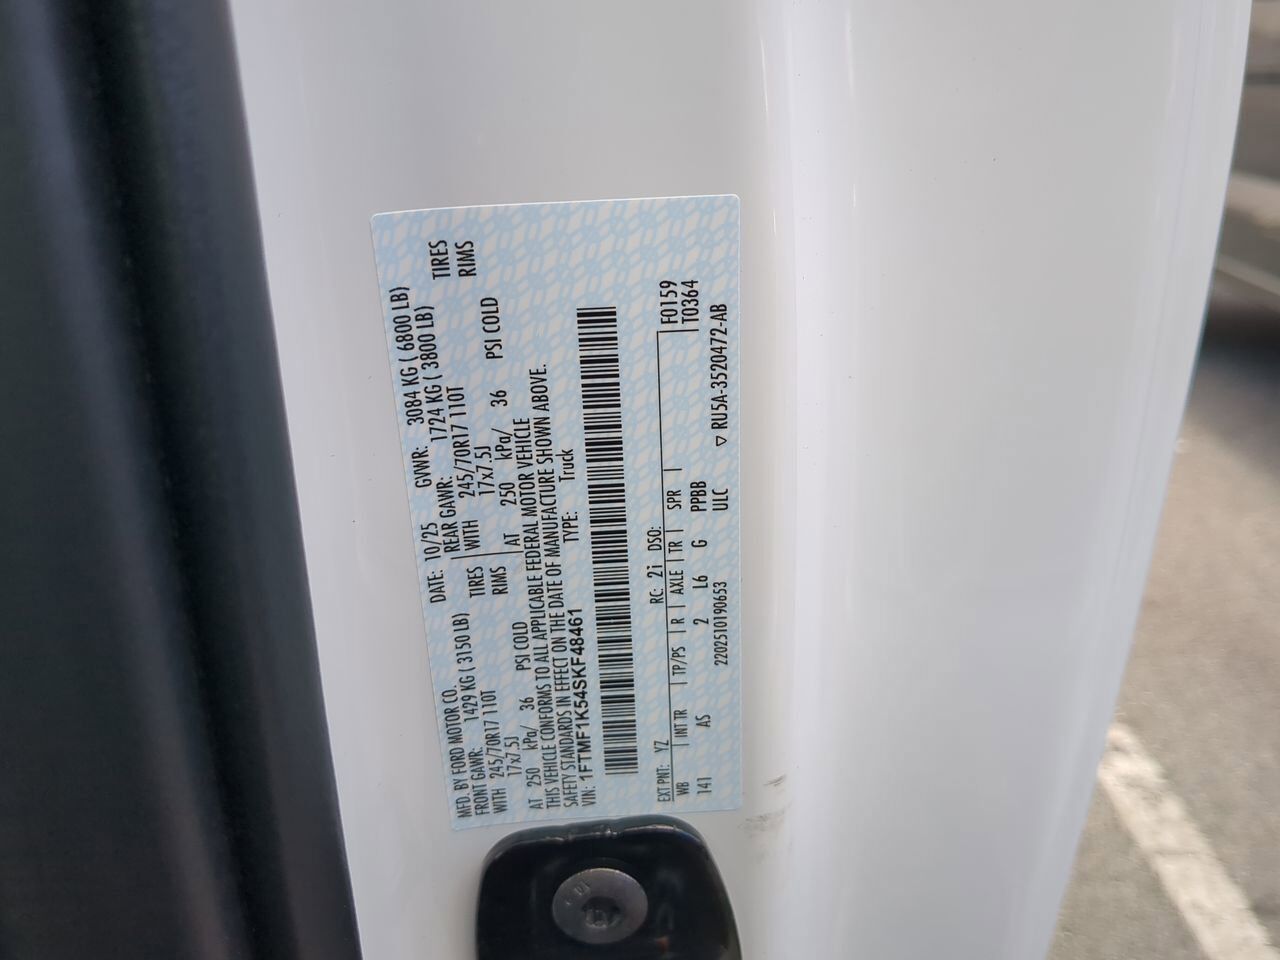 MFD. BY FORD MOTOR CO.
DATE: 10/25 GVWR: 3084 KG ( 6800 LB)
FRONT GAWR: 1429 KG ( 3150 LB) REAR GAWR: 1724 KG ( 3800 LB)
WITH 245/70R17 110T TIRES WITH 245/70R17 110T TIRES
17x7.5J RIMS 17x7.5J RIMS
AT 250 kPa/ 36 PSI COLD AT 250 kPa/ 36 PSI COLD
THIS VEHICLE CONFORMS TO ALL APPLICABLE FEDERAL MOTOR VEHICLE
SAFETY STANDARDS IN EFFECT ON THE DATE OF MANUFACTURE SHOWN ABOVE.
VIN: 1FTMF1K54SKF48461 TYPE: Truck
EXT PNT: YZ RC: 21 DSO: F0159
WB INT TR TP/PS R AXLE TR SPR T0364
141 AS 2 L6 G PPBB
2202510190653 ULC ▽ RU5A-3520472-AB